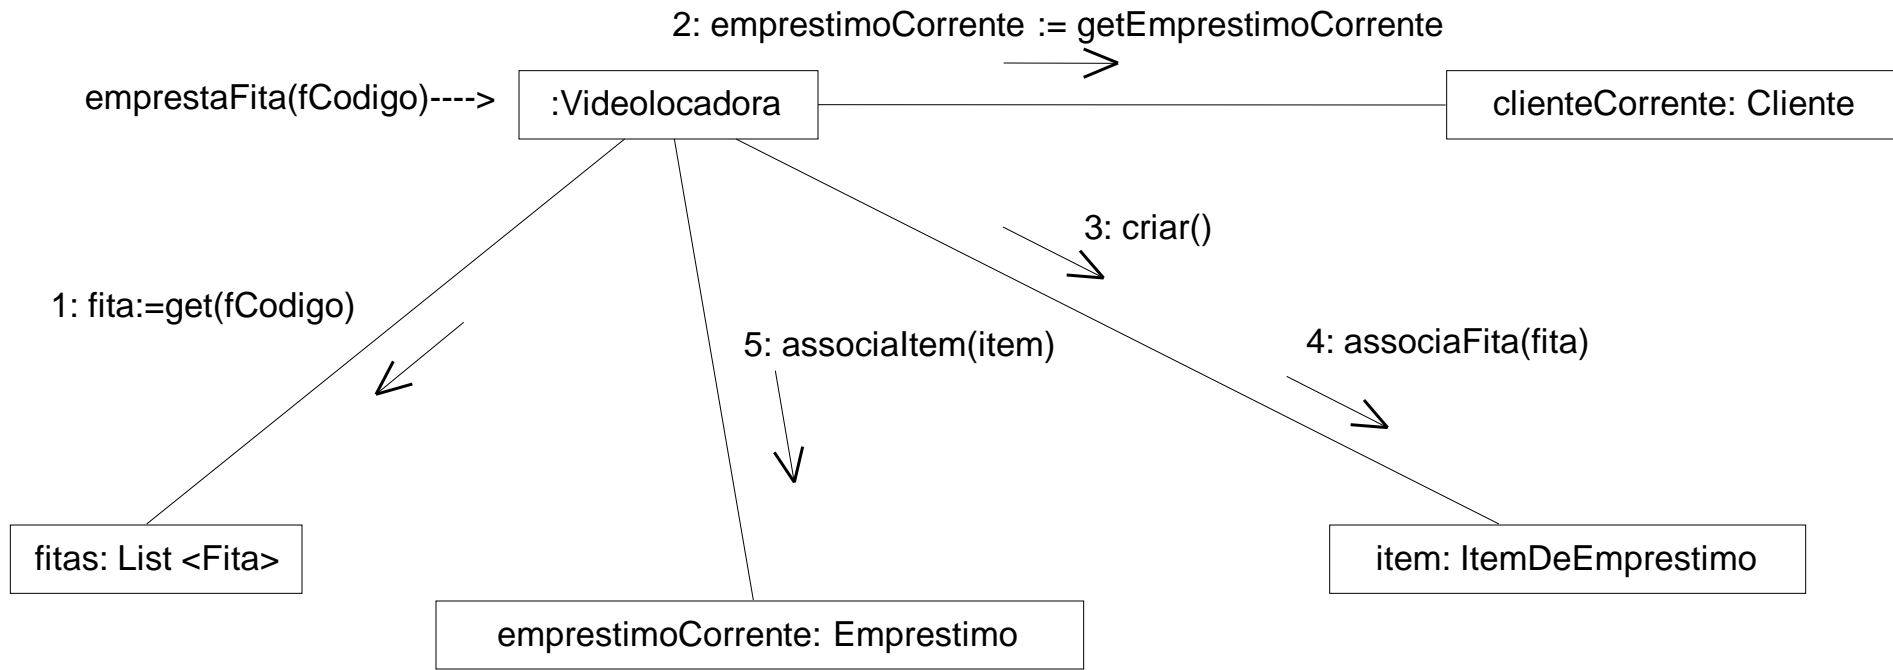 2: emprestimoCorrente := getEmprestimoCorrente
emprestaFita(fCodigo)---->
:Videolocadora
clienteCorrente: Cliente
3: criar()
1: fita:=get(fCodigo)
5: associaItem(item)
4: associaFita(fita)
fitas: List <Fita>
item: ItemDeEmprestimo
emprestimoCorrente: Emprestimo